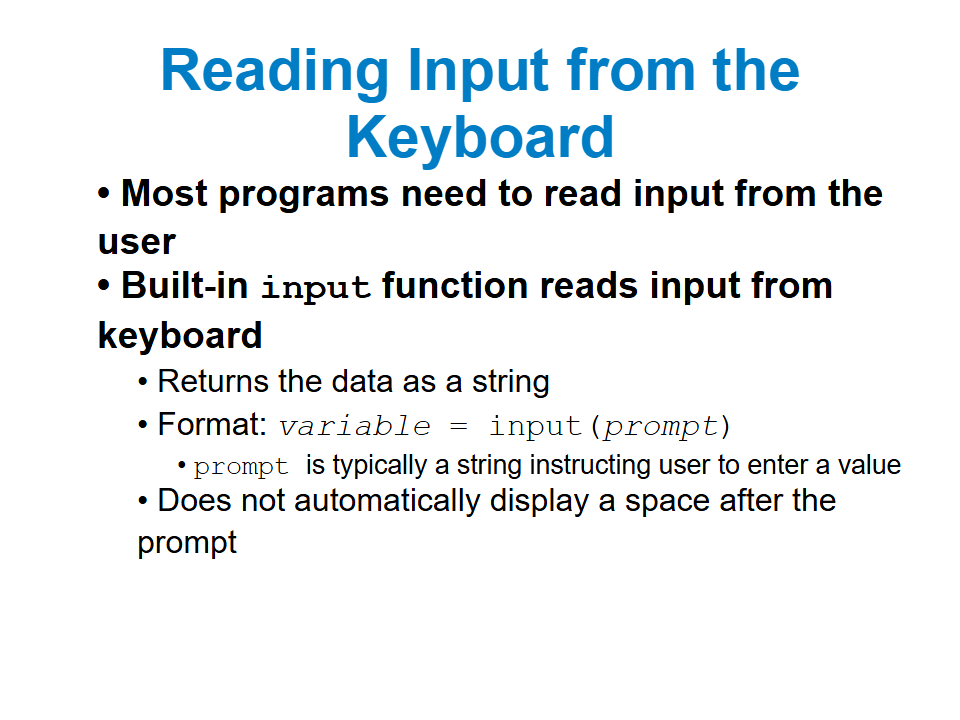 Reading Input from the
Keyboard
• Most programs need to read input from the
user
• Built-in input function reads input from
keyboard
• Returns the data as a string
• Format: variable = input(prompt)
• prompt is typically a string instructing user to enter a value
• Does not automatically display a space after the
prompt